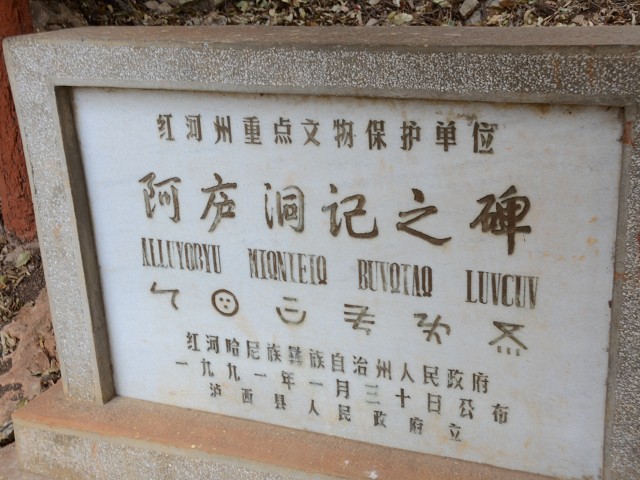 红河州重点文物保护单位
阿庐洞记之碑
ALLUYOBYU LUVCUV
红河哈尼族彝族自治州人民政府
一九九一年一月三十日公布
泸西县人民政府立